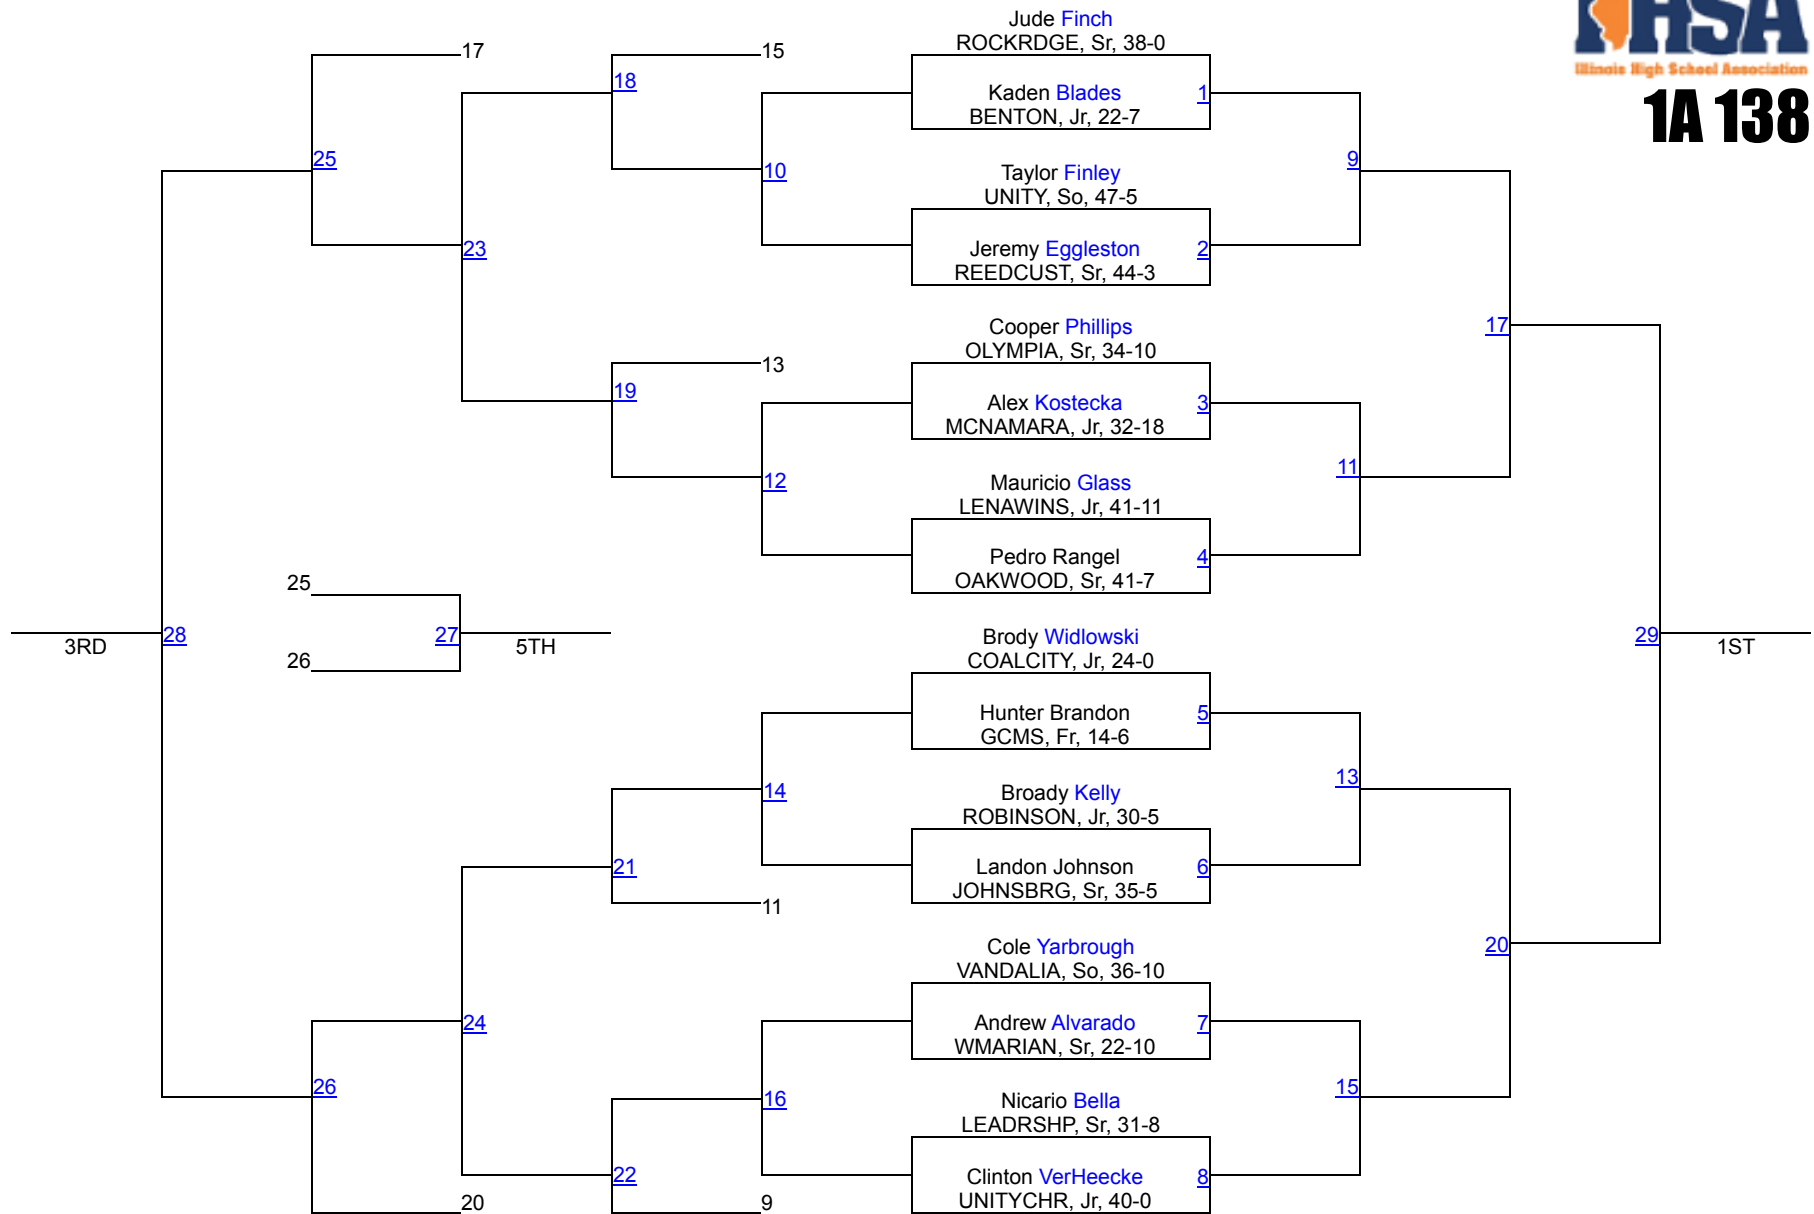 IHSA
Illinois High School Association
1A 138
Jude Finch
ROCKRDGE, Sr, 38-0
Kaden Blades 1
BENTON, Jr, 22-7
Taylor Finley
UNITY, So, 47-5
Jeremy Eggleston 2
REEDCUST, Sr, 44-3
Cooper Phillips
OLYMPIA, Sr, 34-10
Alex Kostecka 3
MCNAMARA, Jr, 32-18
Mauricio Glass
LENAWINS, Jr, 41-11
Pedro Rangel 4
OAKWOOD, Sr, 41-7
Brody Widlowski
COALCITY, Jr, 24-0
Hunter Brandon 5
GCMS, Fr, 14-6
Broady Kelly
ROBINSON, Jr, 30-5
Landon Johnson 6
JOHNSBRG, Sr, 35-5
Cole Yarbrough
VANDALIA, So, 36-10
Andrew Alvarado 7
WMARIAN, Sr, 22-10
Nicario Bella
LEADRSHP, Sr, 31-8
Clinton VerHeecke 8
UNITYCHR, Jr, 40-0
9
11
13
15
17
20
29
1ST
15
10
18
13
12
19
14
11
21
16
9
22
17
23
25
24
20
26
28
3RD
25
26
27
5TH